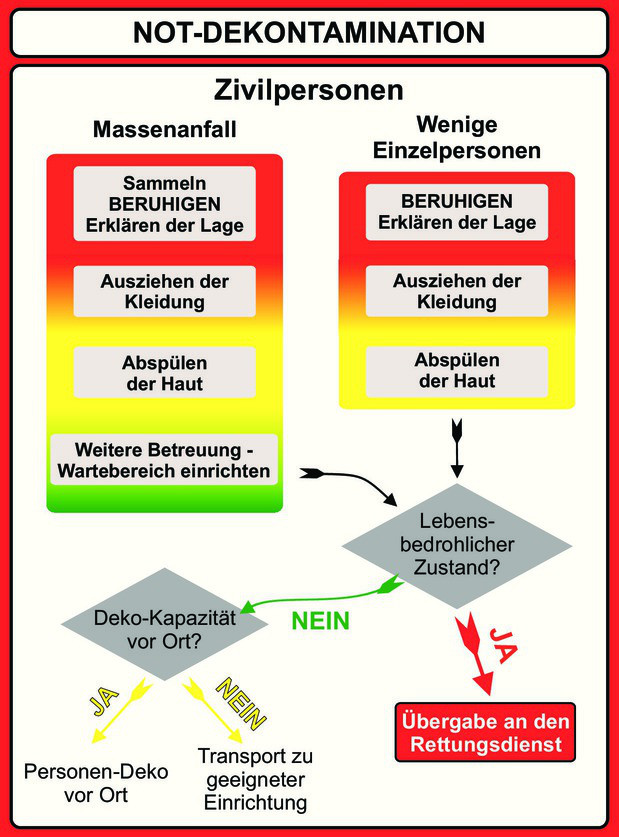 NOT-DEKONTAMINATION
Zivilpersonen
Massenanfall
Sammeln
BERUHIGEN
Erklären der Lage
Ausziehen der
Kleidung
Abspülen
der Haut
Weitere Betreuung -
Wartebereich einrichten
Wenige
Einzelpersonen
BERUHIGEN
Erklären der Lage
Ausziehen der
Kleidung
Abspülen
der Haut
Lebens-
bedrohlicher
Zustand?
NEIN
JA
Deko-Kapazität
vor Ort?
JA
NEIN
Übergabe an den
Rettungsdienst
Personen-Deko
vor Ort
Transport zu
geeigneter
Einrichtung